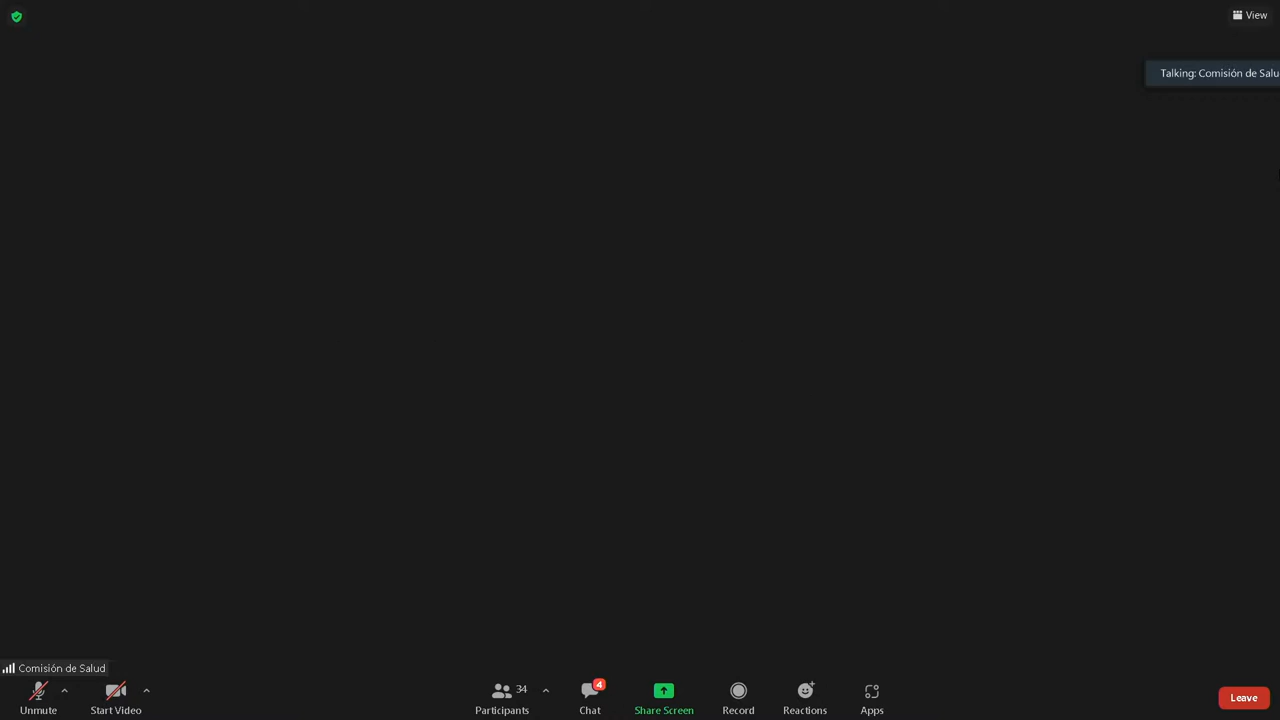 View
Talking: Comisión de Salu
Comisión de Salud
Unmute
Start Video
34
Participants
4
Chat
Share Screen
Record
Reactions
Apps
Leave